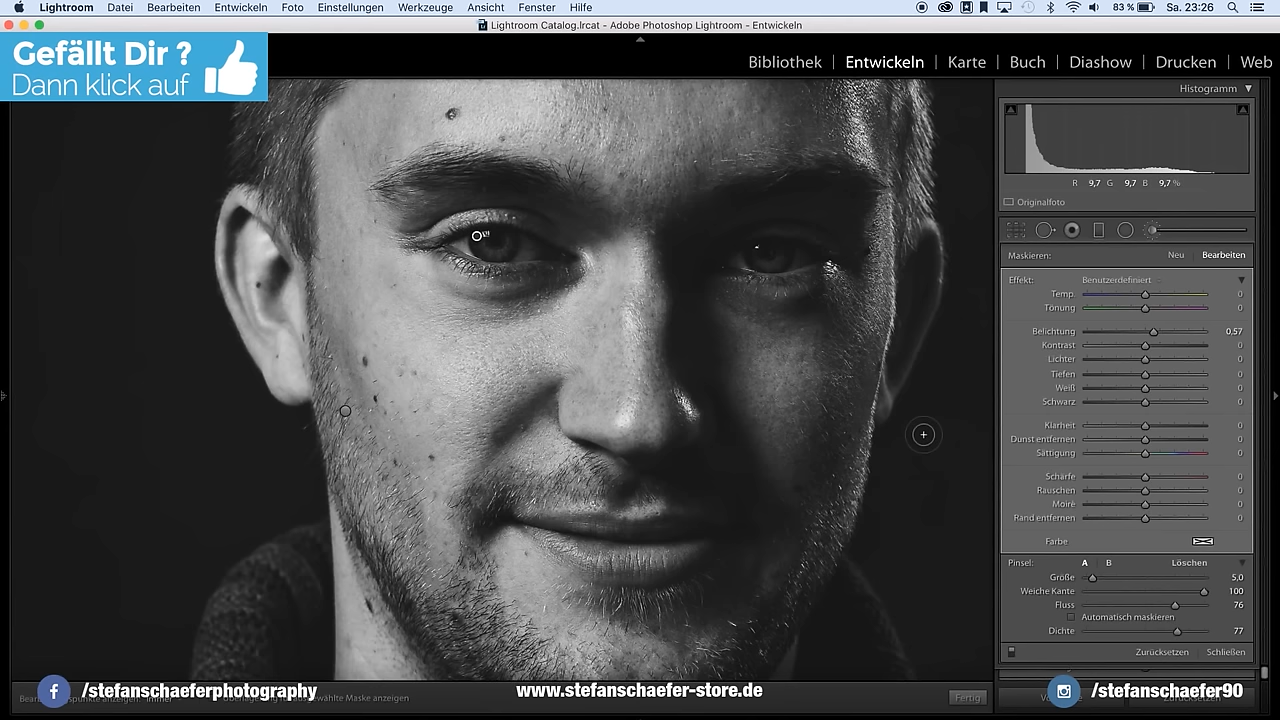 Lightroom Datei Bearbeiten Entwickeln Foto Einstellungen Werkzeuge Ansicht Fenster Hilfe 83 % Sa. 23:26
Lightroom Catalog.lrcat - Adobe Photoshop Lightroom - Entwickeln
Gefällt Dir ?
Dann klick auf
Bibliothek | Entwickeln | Karte | Buch | Diashow | Drucken | Web
Histogramm
R 9,7 G 9,7 B 9,7 %
Originalfoto
Maskieren: Neu Bearbeiten
Effekt: Benutzerdefiniert
Temp. 0
Tönung 0
Belichtung 0,57
Kontrast 0
Lichter 0
Tiefen 0
Weiß 0
Schwarz 0
Klarheit 0
Dunst entfernen 0
Sättigung 0
Schärfe 0
Rauschen 0
Moiré 0
Rand entfernen 0
Farbe
Pinsel: A B Löschen
Größe 5,0
Weiche Kante 100
Fluss 76
Automatisch maskieren
Dichte 77
Zurücksetzen Schließen
/stefanschaeferphotography
www.stefanschaefer-store.de
/stefanschaefer90
Fertig